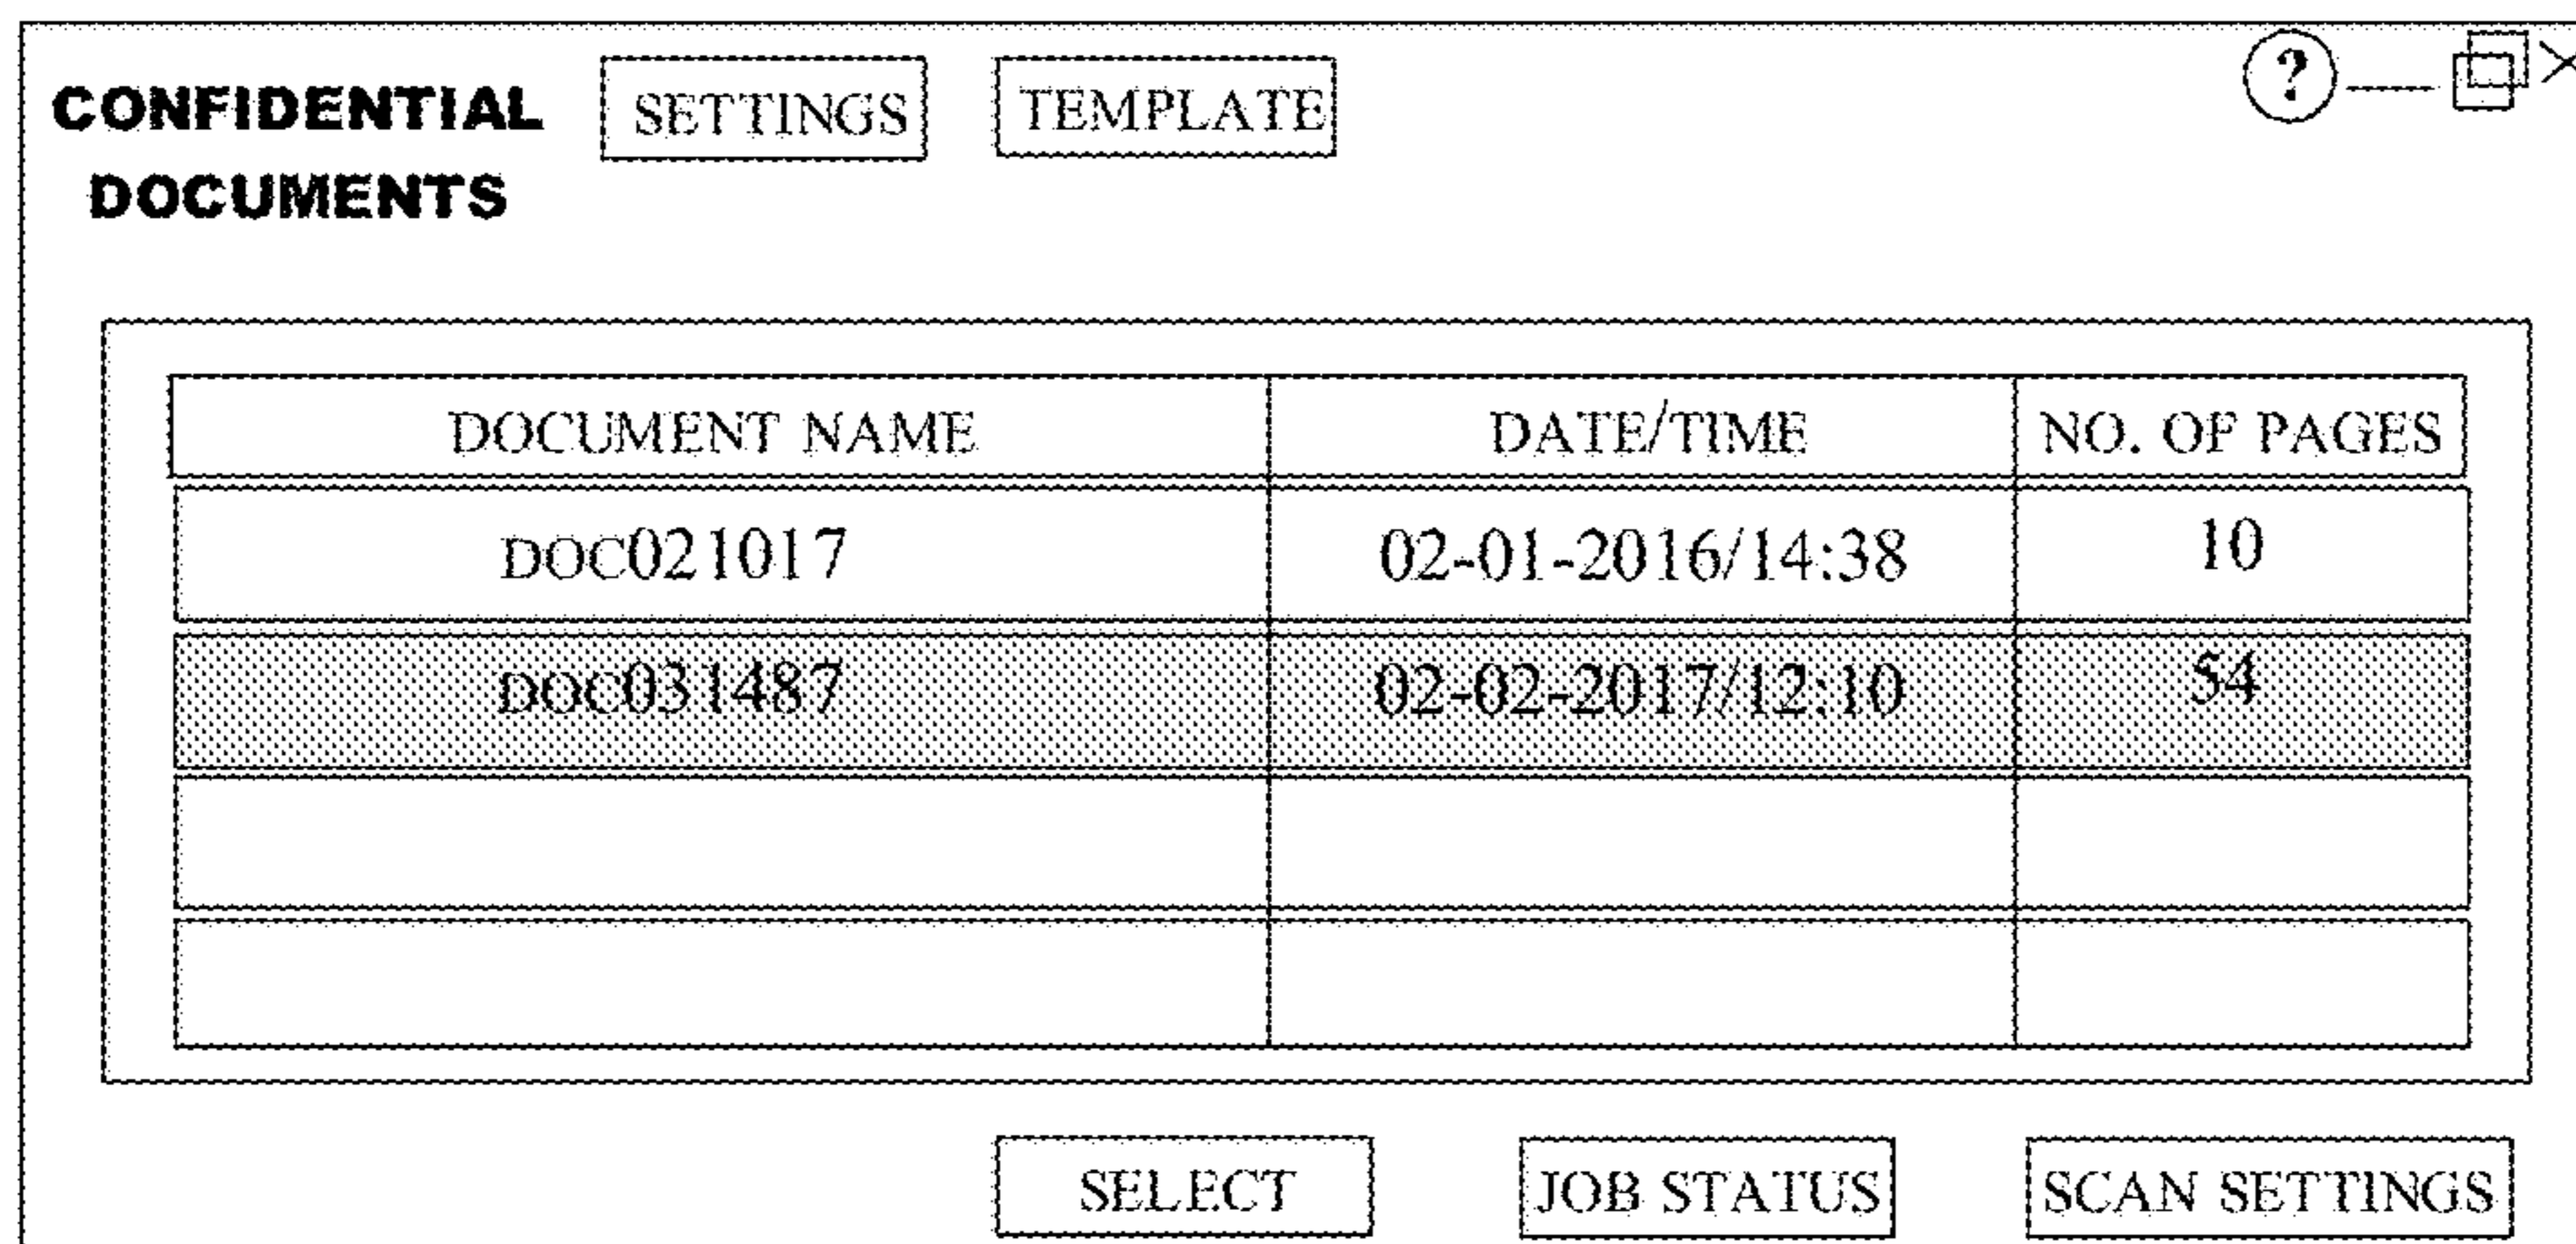 CONFIDENTIAL
DOCUMENTS
SETTINGS
TEMPLATE
?
DOCUMENT NAME DATE/TIME NO. OF PAGES
DOC021017 02-01-2016/14:38 10
DOC031487 02-02-2017/12:10 54
SELECT JOB STATUS SCAN SETTINGS